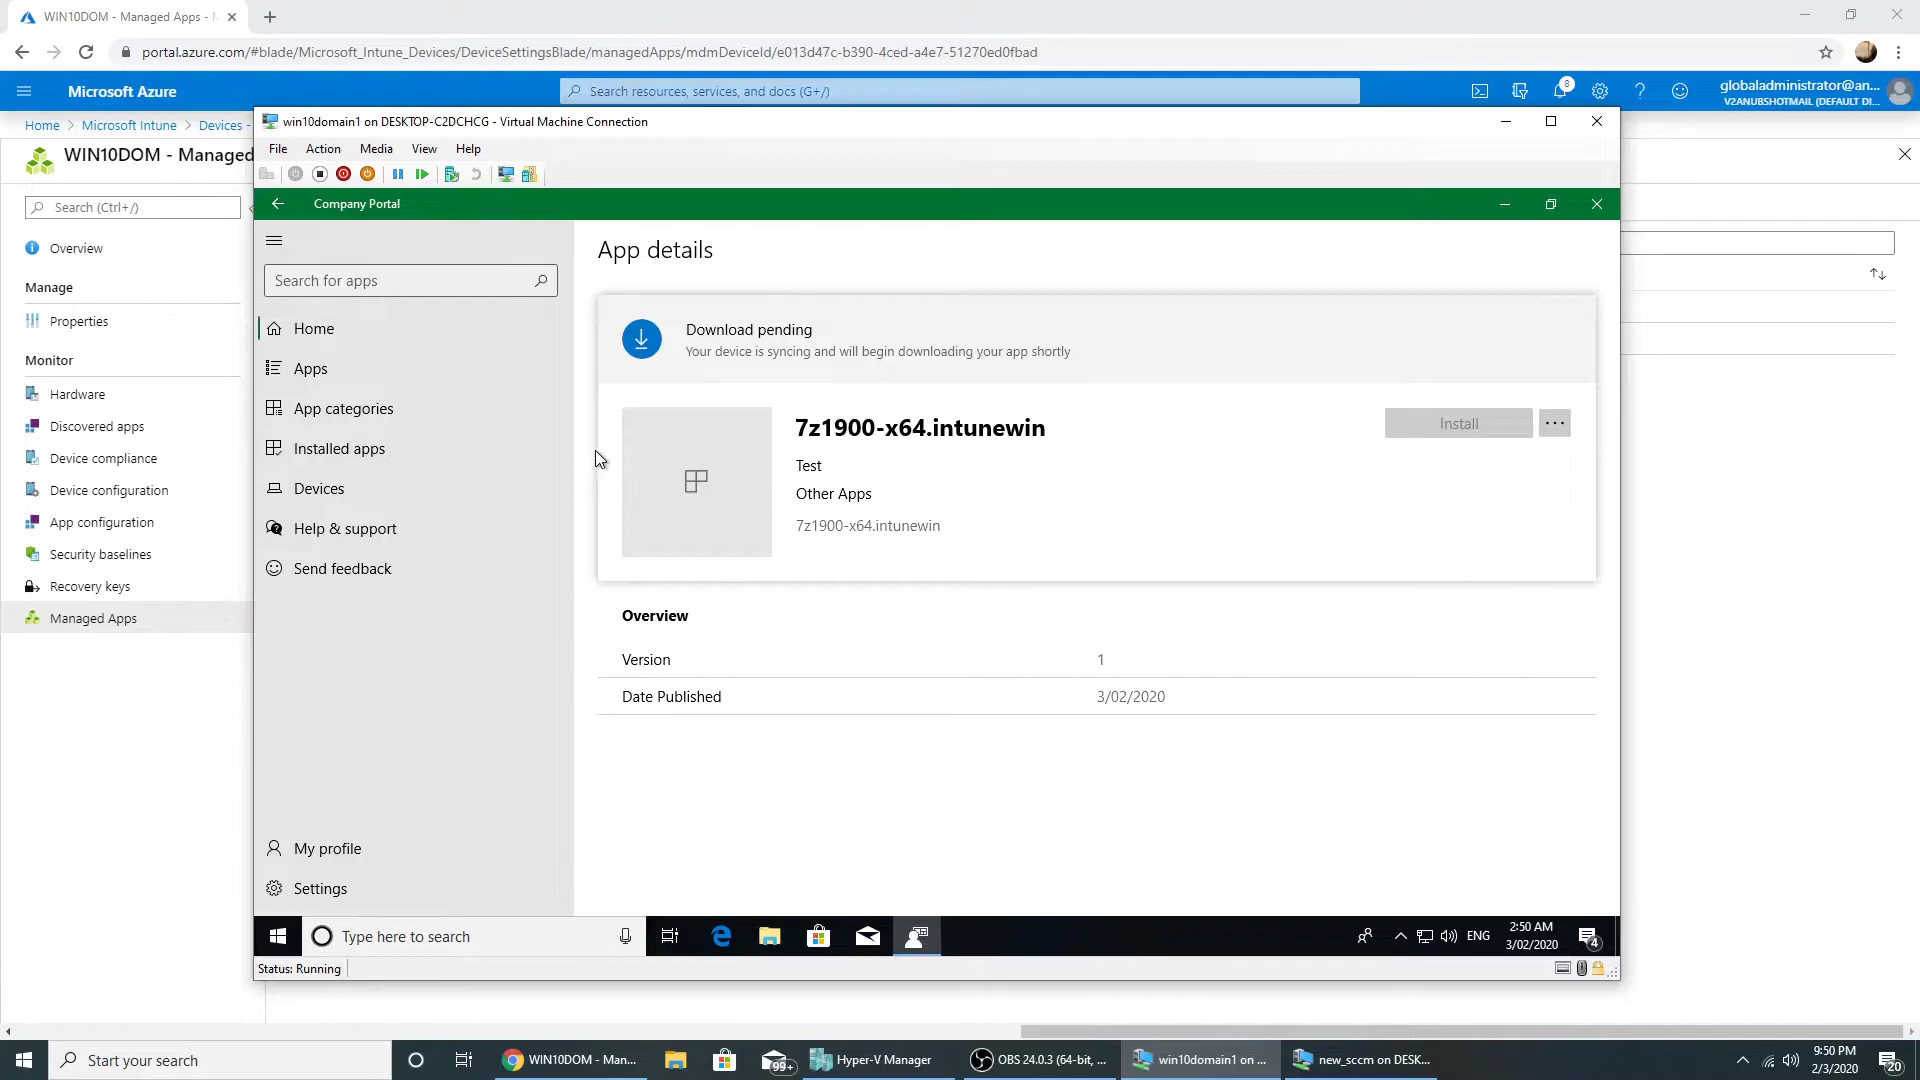 WIN10DOM - Managed Apps -
portal.azure.com/#blade/Microsoft_Intune_Devices/DeviceSettingsBlade/managedApps/mdmDeviceId/e013d47c-b390-4ced-a4e7-51270ed0fbad
Microsoft Azure
Search resources, services, and docs (G+/)
8
globaladministrator@an...
V2ANUBSHOTMAIL (DEFAULT DI...
Home > Microsoft Intune > Devices -
WIN10DOM - Managed
Search (Ctrl+/)
Overview
Manage
Properties
Monitor
Hardware
Discovered apps
Device compliance
Device configuration
App configuration
Security baselines
Recovery keys
Managed Apps
win10domain1 on DESKTOP-C2DCHCG - Virtual Machine Connection
File Action Media View Help
Company Portal
Search for apps
Home
Apps
App categories
Installed apps
Devices
Help & support
Send feedback
My profile
Settings
App details
Download pending
Your device is syncing and will begin downloading your app shortly
7z1900-x64.intunewin
Install
Test
Other Apps
7z1900-x64.intunewin
Overview
Version 1
Date Published 3/02/2020
Type here to search
ENG
2:50 AM
3/02/2020
4
Status: Running
Start your search
WIN10DOM - Man...
99+
Hyper-V Manager
OBS 24.0.3 (64-bit, ...
win10domain1 on ...
new_sccm on DESK...
9:50 PM
2/3/2020
20